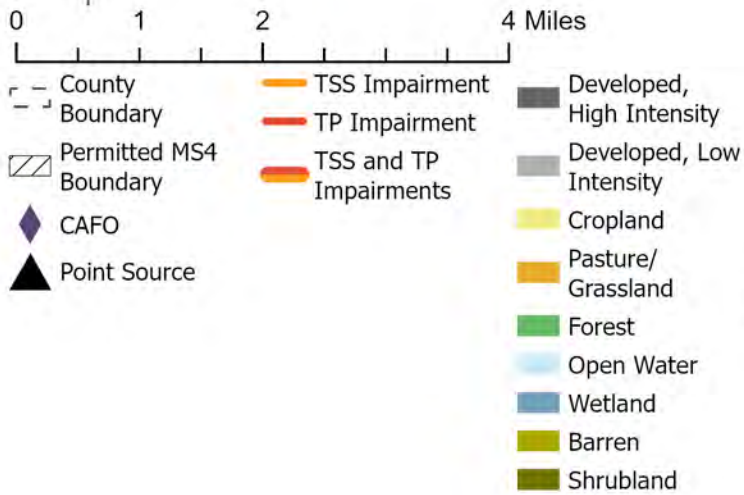 0 1 2 4 Miles
County
Boundary
Permitted MS4
Boundary
CAFO
Point Source
TSS Impairment
TP Impairment
TSS and TP
Impairments
Developed,
High Intensity
Developed, Low
Intensity
Cropland
Pasture/
Grassland
Forest
Open Water
Wetland
Barren
Shrubland